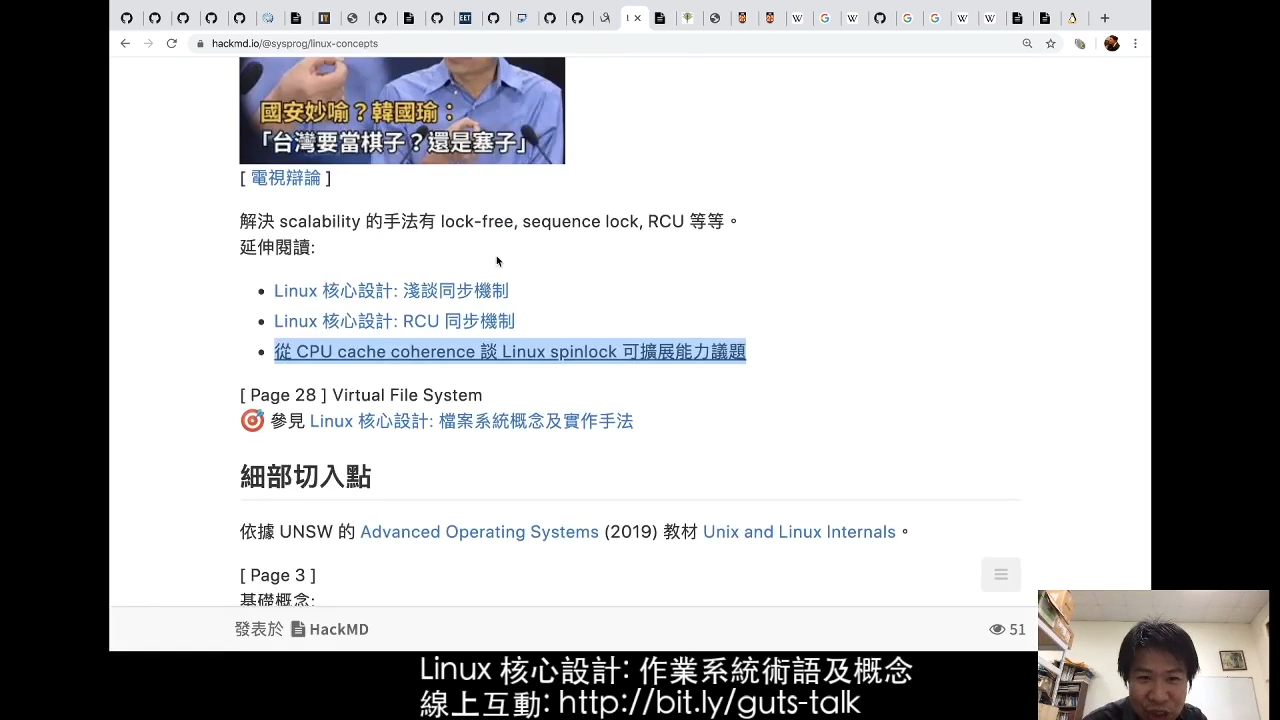 hackmd.io/@sysprog/linux-concepts
國安妙喻？韓國瑜：
「台灣要當棋子？還是塞子」
[ 電視辯論 ]
解決 scalability 的手法有 lock-free, sequence lock, RCU 等等。
延伸閱讀:
• Linux 核心設計: 淺談同步機制
• Linux 核心設計: RCU 同步機制
• 從 CPU cache coherence 談 Linux spinlock 可擴展能力議題
[ Page 28 ] Virtual File System
🎯 參見 Linux 核心設計: 檔案系統概念及實作手法
細部切入點
依據 UNSW 的 Advanced Operating Systems (2019) 教材 Unix and Linux Internals。
[ Page 3 ]
基礎概念:
發表於 HackMD
51
Linux 核心設計: 作業系統術語及概念
線上互動: http://bit.ly/guts-talk